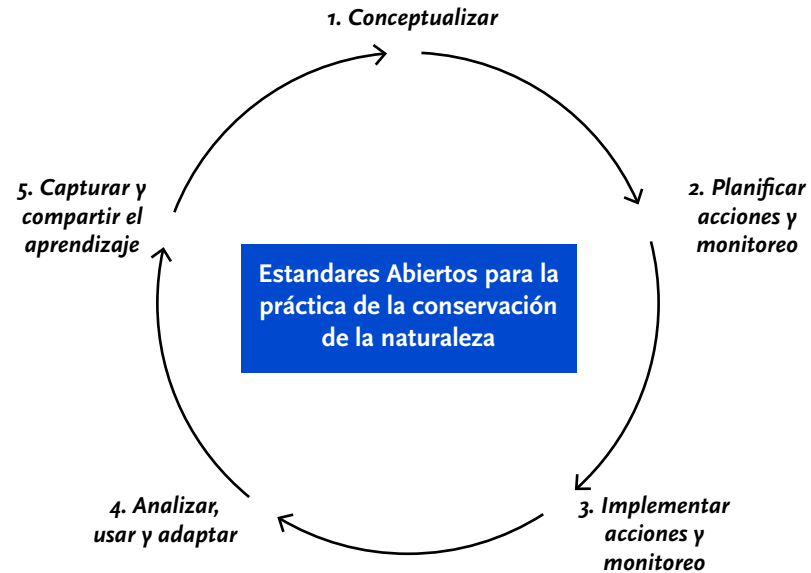 1. Conceptualizar
5. Capturar y
compartir el
aprendizaje
2. Planificar
acciones y
monitoreo
Estandares Abiertos para la
práctica de la conservación
de la naturaleza
4. Analizar,
usar y adaptar
3. Implementar
acciones y
monitoreo